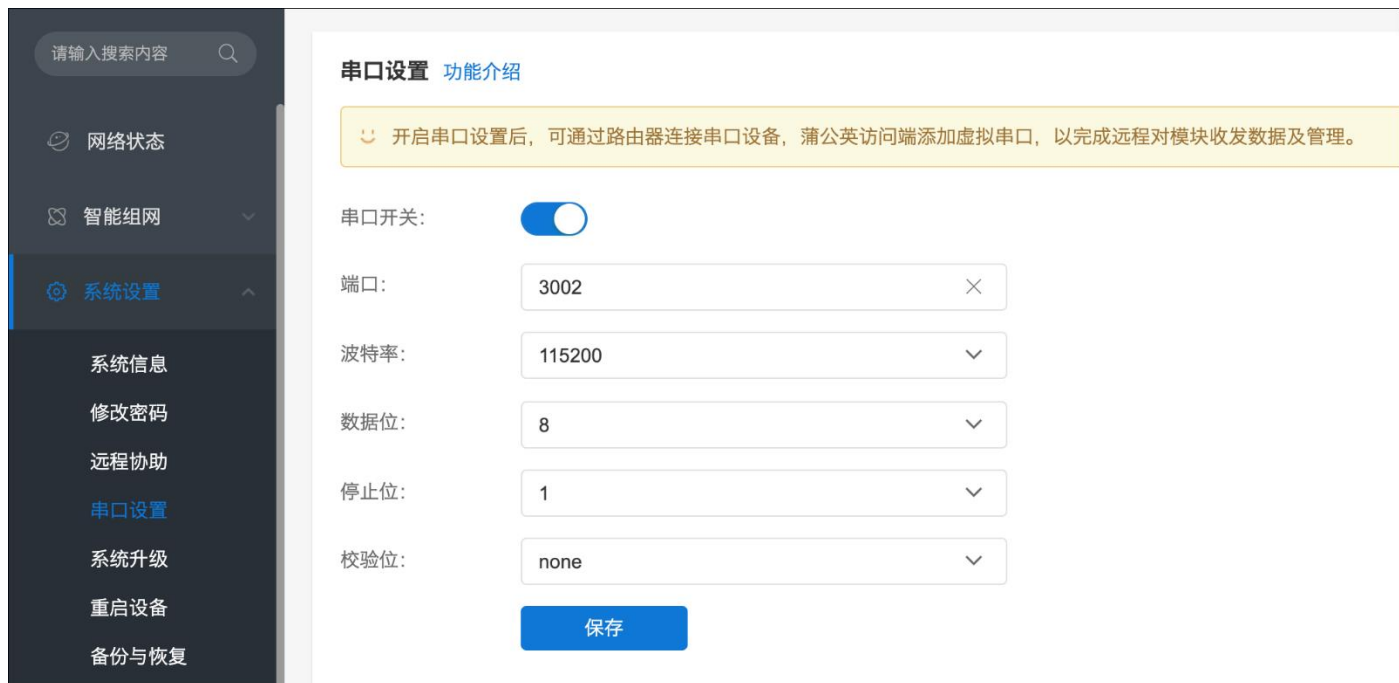 请输入搜索内容
网络状态
智能组网
系统设置
系统信息
修改密码
远程协助
串口设置
系统升级
重启设备
备份与恢复
串口设置 功能介绍
开启串口设置后，可通过路由器连接串口设备，蒲公英访问端添加虚拟串口，以完成远程对模块收发数据及管理。
串口开关：
端口： 3002
波特率： 115200
数据位： 8
停止位： 1
校验位： none
保存